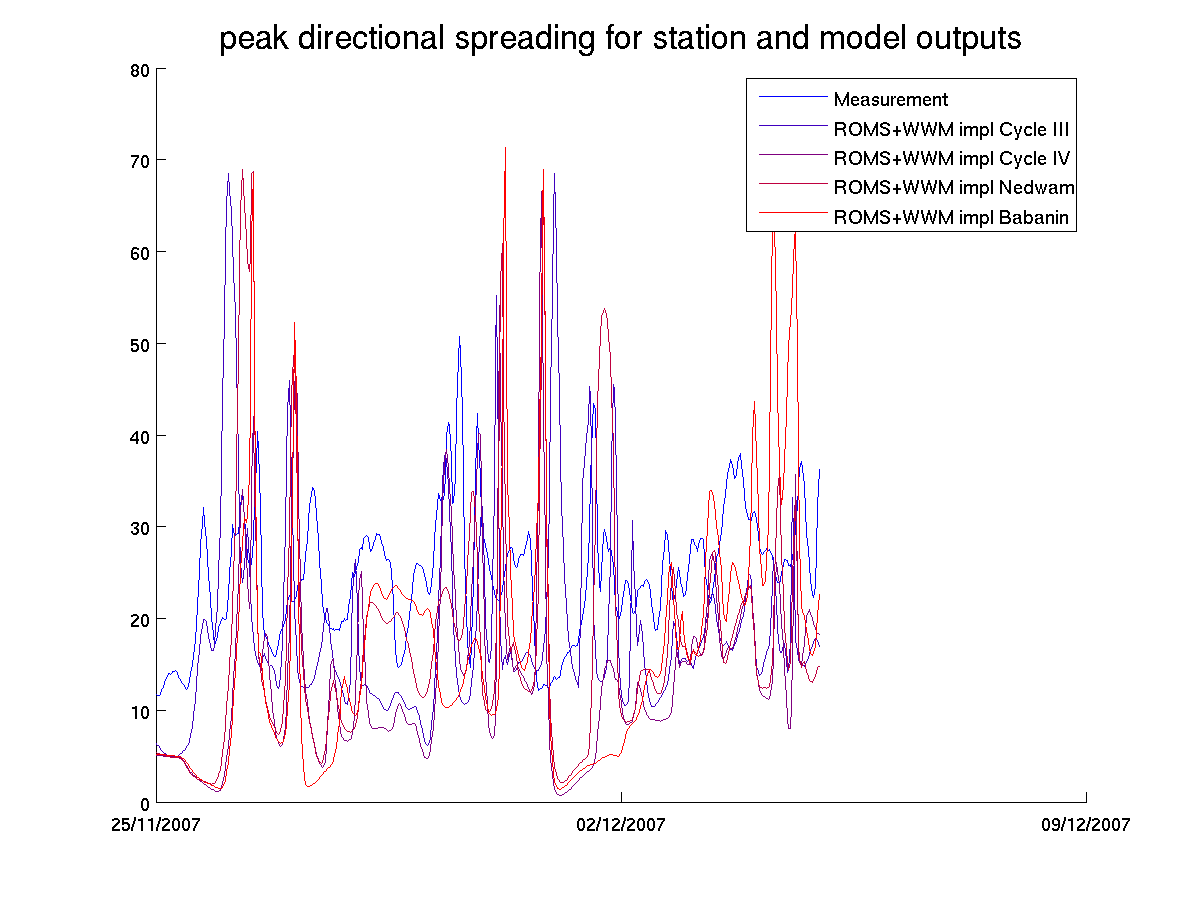 peak directional spreading for station and model outputs
80
70
60
50
40
30
20
10
0
Measurement
ROMS+WWM impl Cycle III
ROMS+WWM impl Cycle IV
ROMS+WWM impl Nedwam
ROMS+WWM impl Babanin
25/11/2007
02/12/2007
09/12/2007